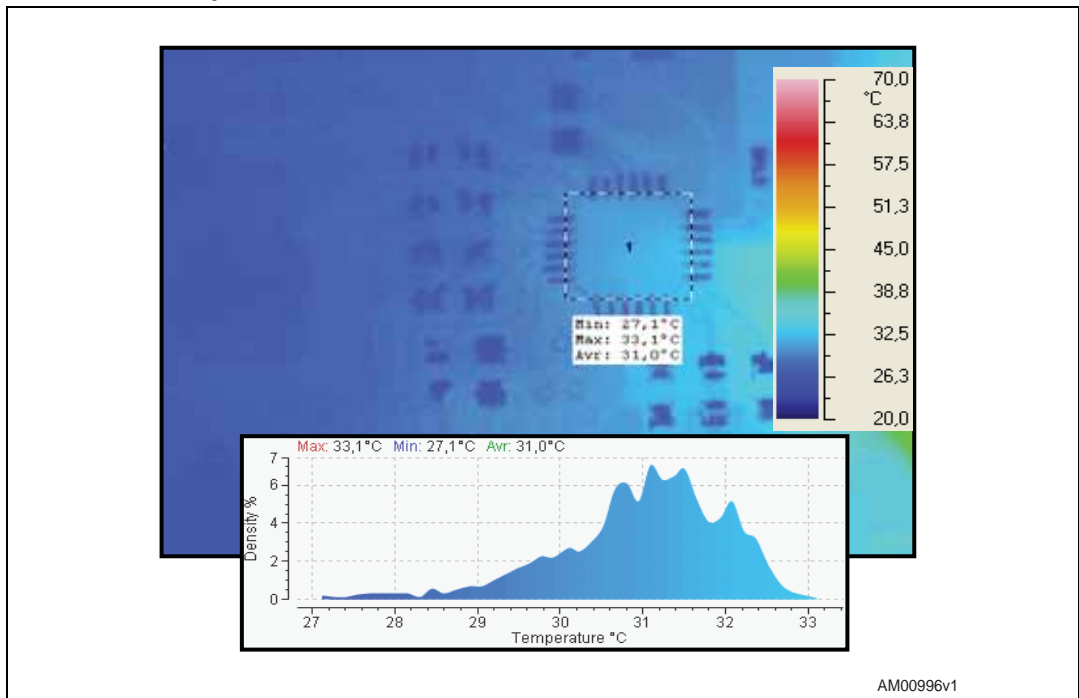 70,0
°C
63,8
57,5
51,3
45,0
38,8
32,5
26,3
20,0
Min: 27,1°C
Max: 33,1°C
Avr: 31,0°C
Max: 33,1°C Min: 27,1°C Avr: 31,0°C
7
6
4
2
0
Density %
27 28 29 30 31 32 33
Temperature °C
AM00996v1